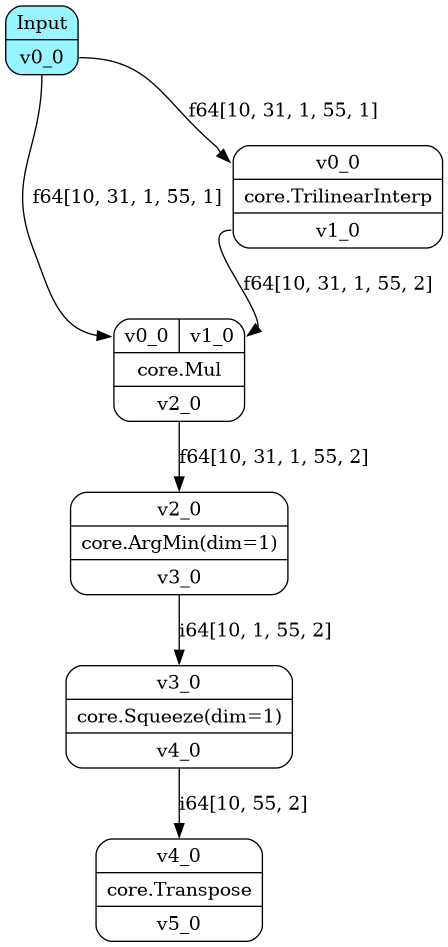 Input
v0_0
f64[10, 31, 1, 55, 1]
v0_0
core.TrilinearInterp
v1_0
f64[10, 31, 1, 55, 1]
f64[10, 31, 1, 55, 2]
v0_0 v1_0
core.Mul
v2_0
f64[10, 31, 1, 55, 2]
v2_0
core.ArgMin(dim=1)
v3_0
i64[10, 1, 55, 2]
v3_0
core.Squeeze(dim=1)
v4_0
i64[10, 55, 2]
v4_0
core.Transpose
v5_0